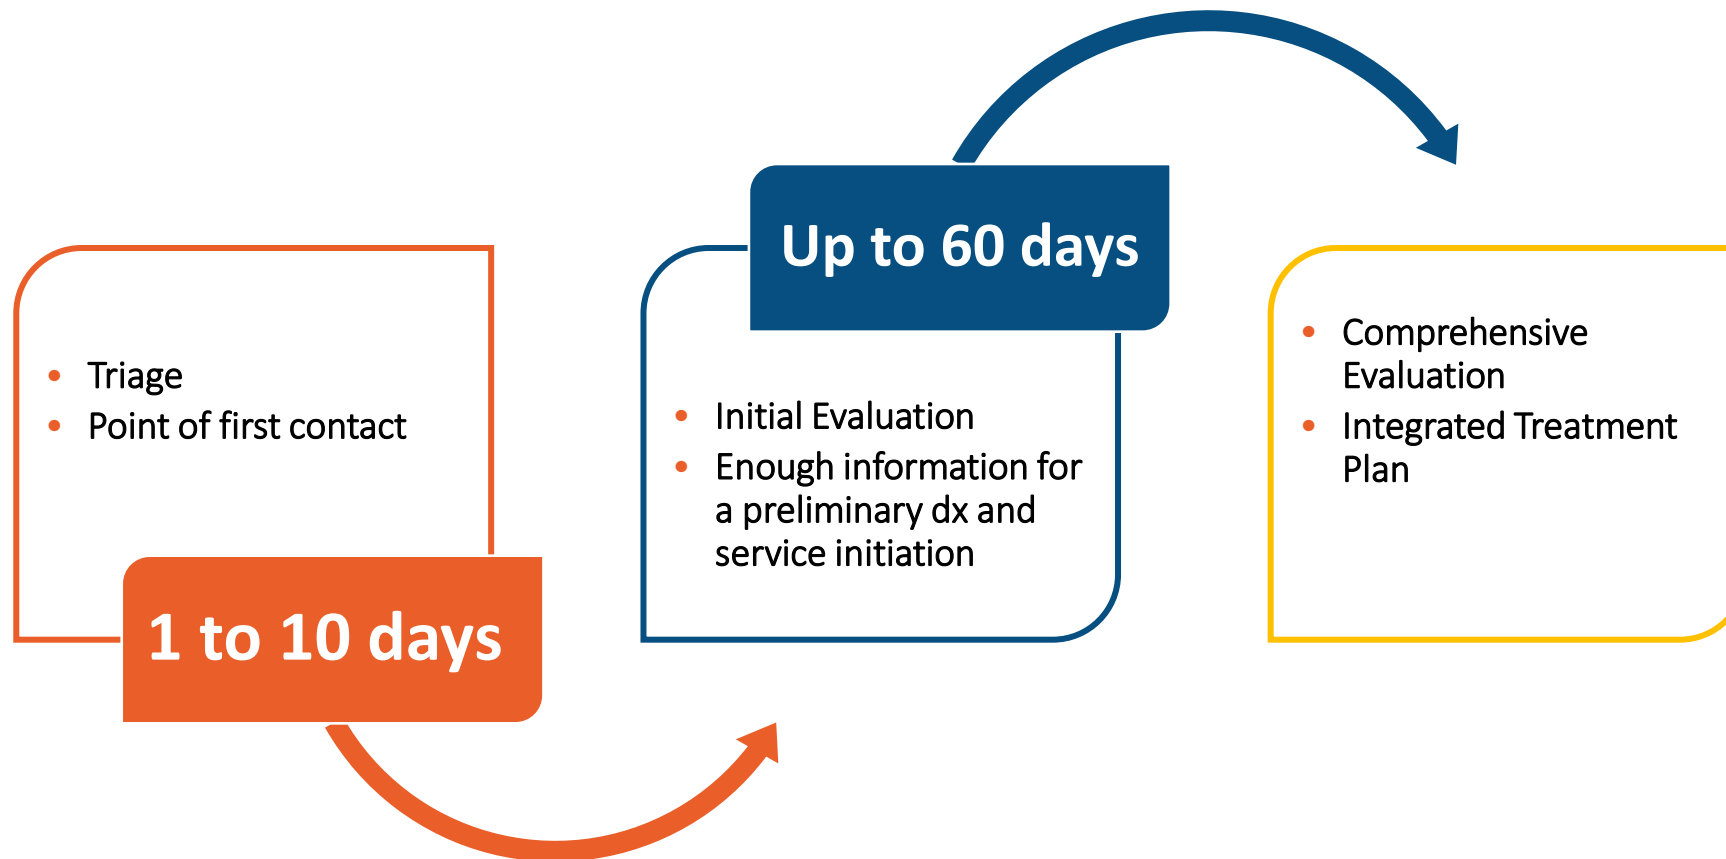 • Triage
• Point of first contact
1 to 10 days
Up to 60 days
• Initial Evaluation
• Enough information for
a preliminary dx and
service initiation
• Comprehensive
Evaluation
• Integrated Treatment
Plan